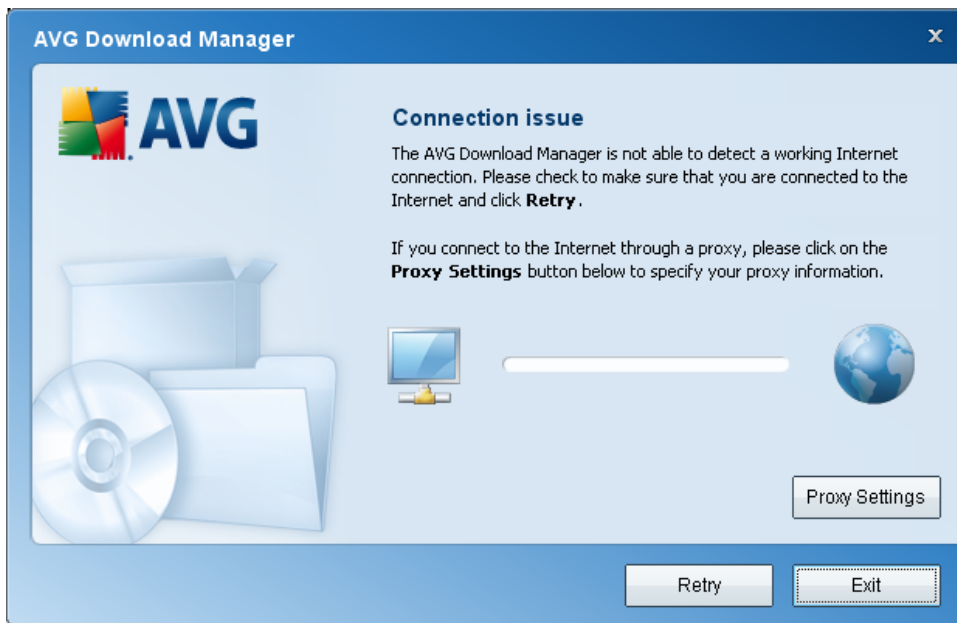 AVG Download Manager
x
AVG
Connection issue
The AVG Download Manager is not able to detect a working Internet
connection. Please check to make sure that you are connected to the
Internet and click Retry.
If you connect to the Internet through a proxy, please click on the
Proxy Settings button below to specify your proxy information.
Proxy Settings
Retry
Exit